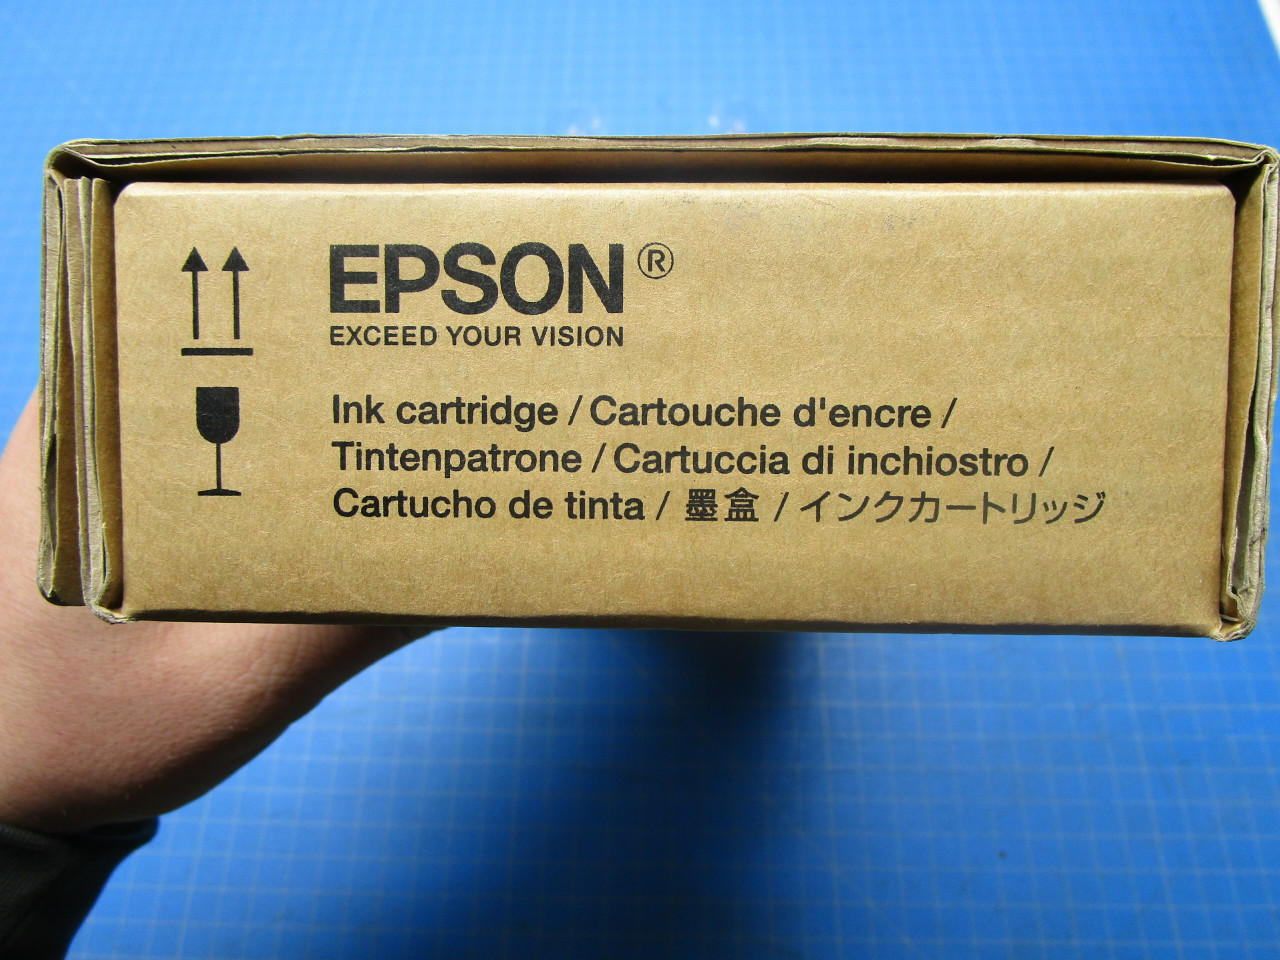 EPSON®
EXCEED YOUR VISION
Ink cartridge / Cartouche d'encre /
Tintenpatrone / Cartuccia di inchiostro /
Cartucho de tinta / 墨盒 / インクカートリッジ